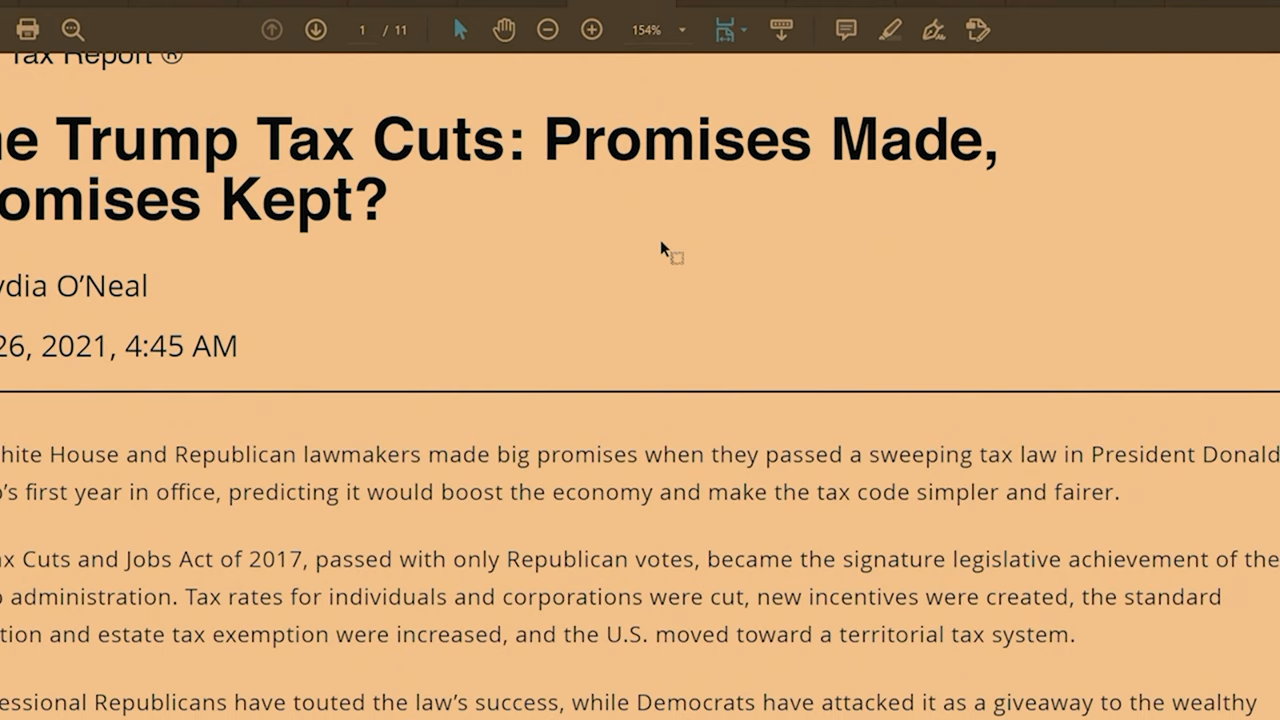 1 / 11 154%
Tax Report ®
e Trump Tax Cuts: Promises Made,
omises Kept?
ydia O’Neal
26, 2021, 4:45 AM
hite House and Republican lawmakers made big promises when they passed a sweeping tax law in President Donald
’s first year in office, predicting it would boost the economy and make the tax code simpler and fairer.
ax Cuts and Jobs Act of 2017, passed with only Republican votes, became the signature legislative achievement of the
administration. Tax rates for individuals and corporations were cut, new incentives were created, the standard
tion and estate tax exemption were increased, and the U.S. moved toward a territorial tax system.
essional Republicans have touted the law’s success, while Democrats have attacked it as a giveaway to the wealthy